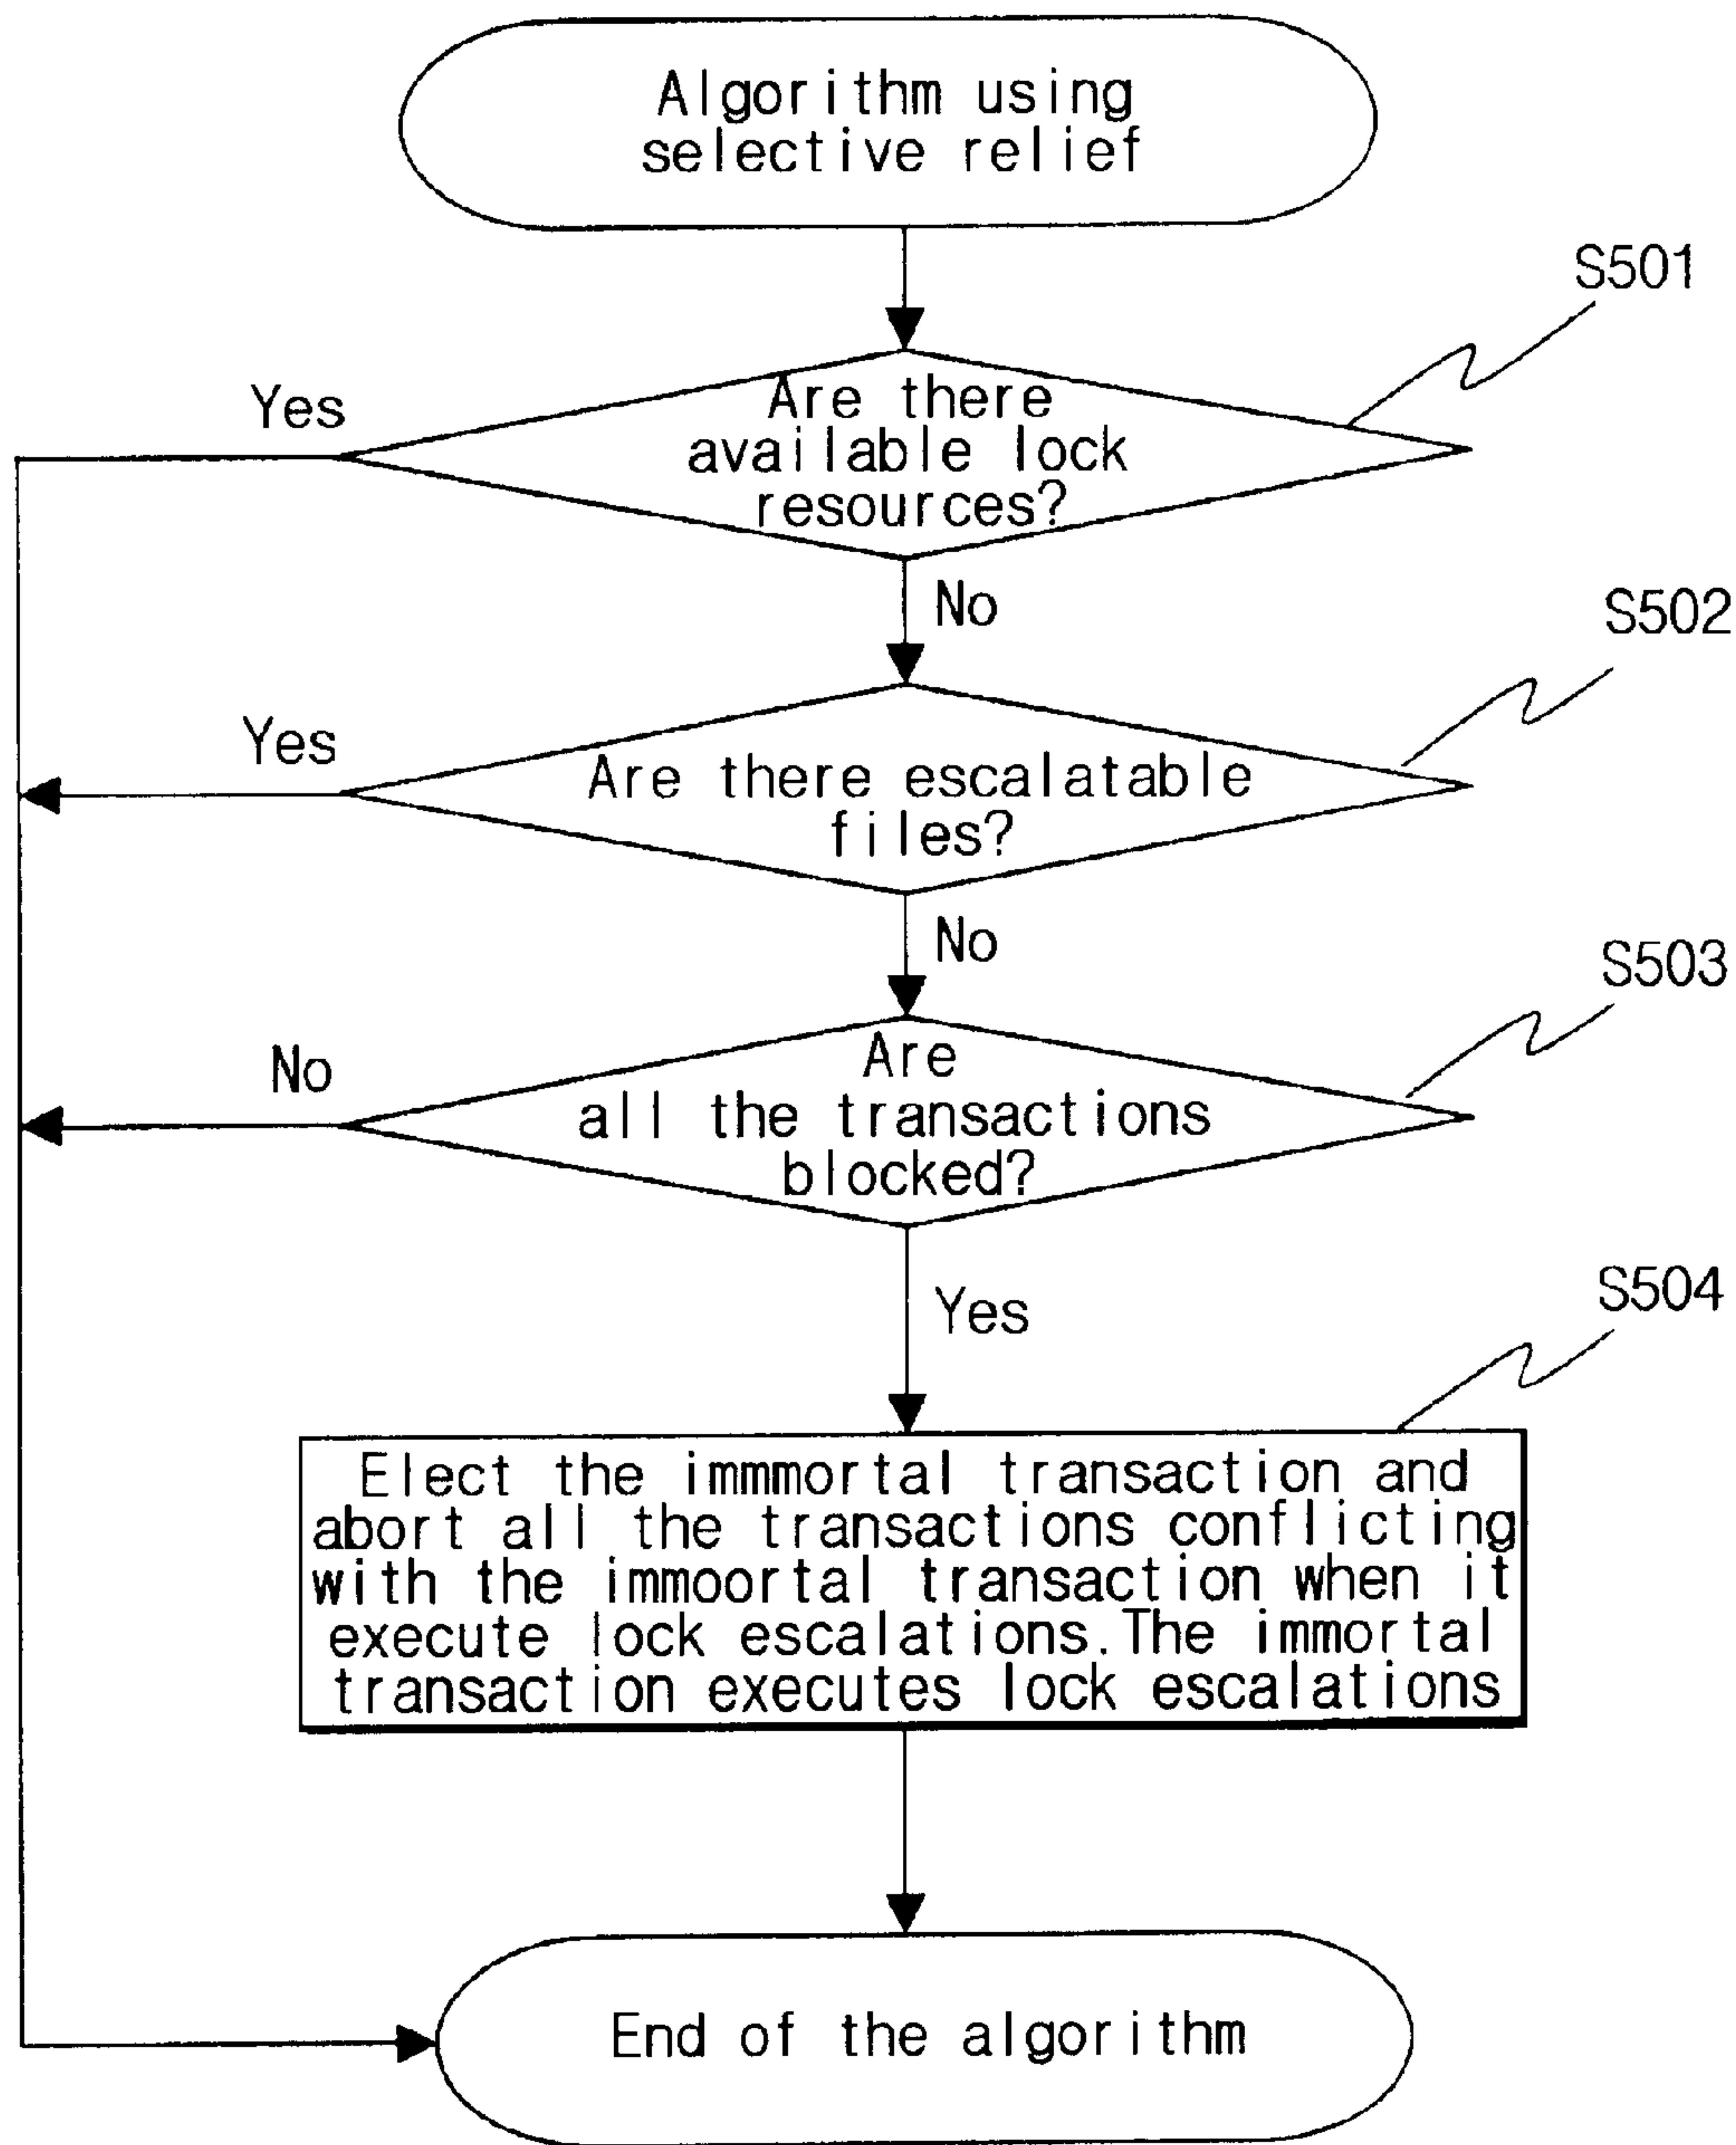 Algorithm using
selective relief
S501
Yes
Are there
available lock
resources?
No
S502
Yes
Are there escalatable
files?
No
S503
No
Are
all the transactions
blocked?
Yes
S504
Elect the immmortal transaction and
abort all the transactions conflicting
with the immoortal transaction when it
execute lock escalations.The immortal
transaction executes lock escalations
End of the algorithm